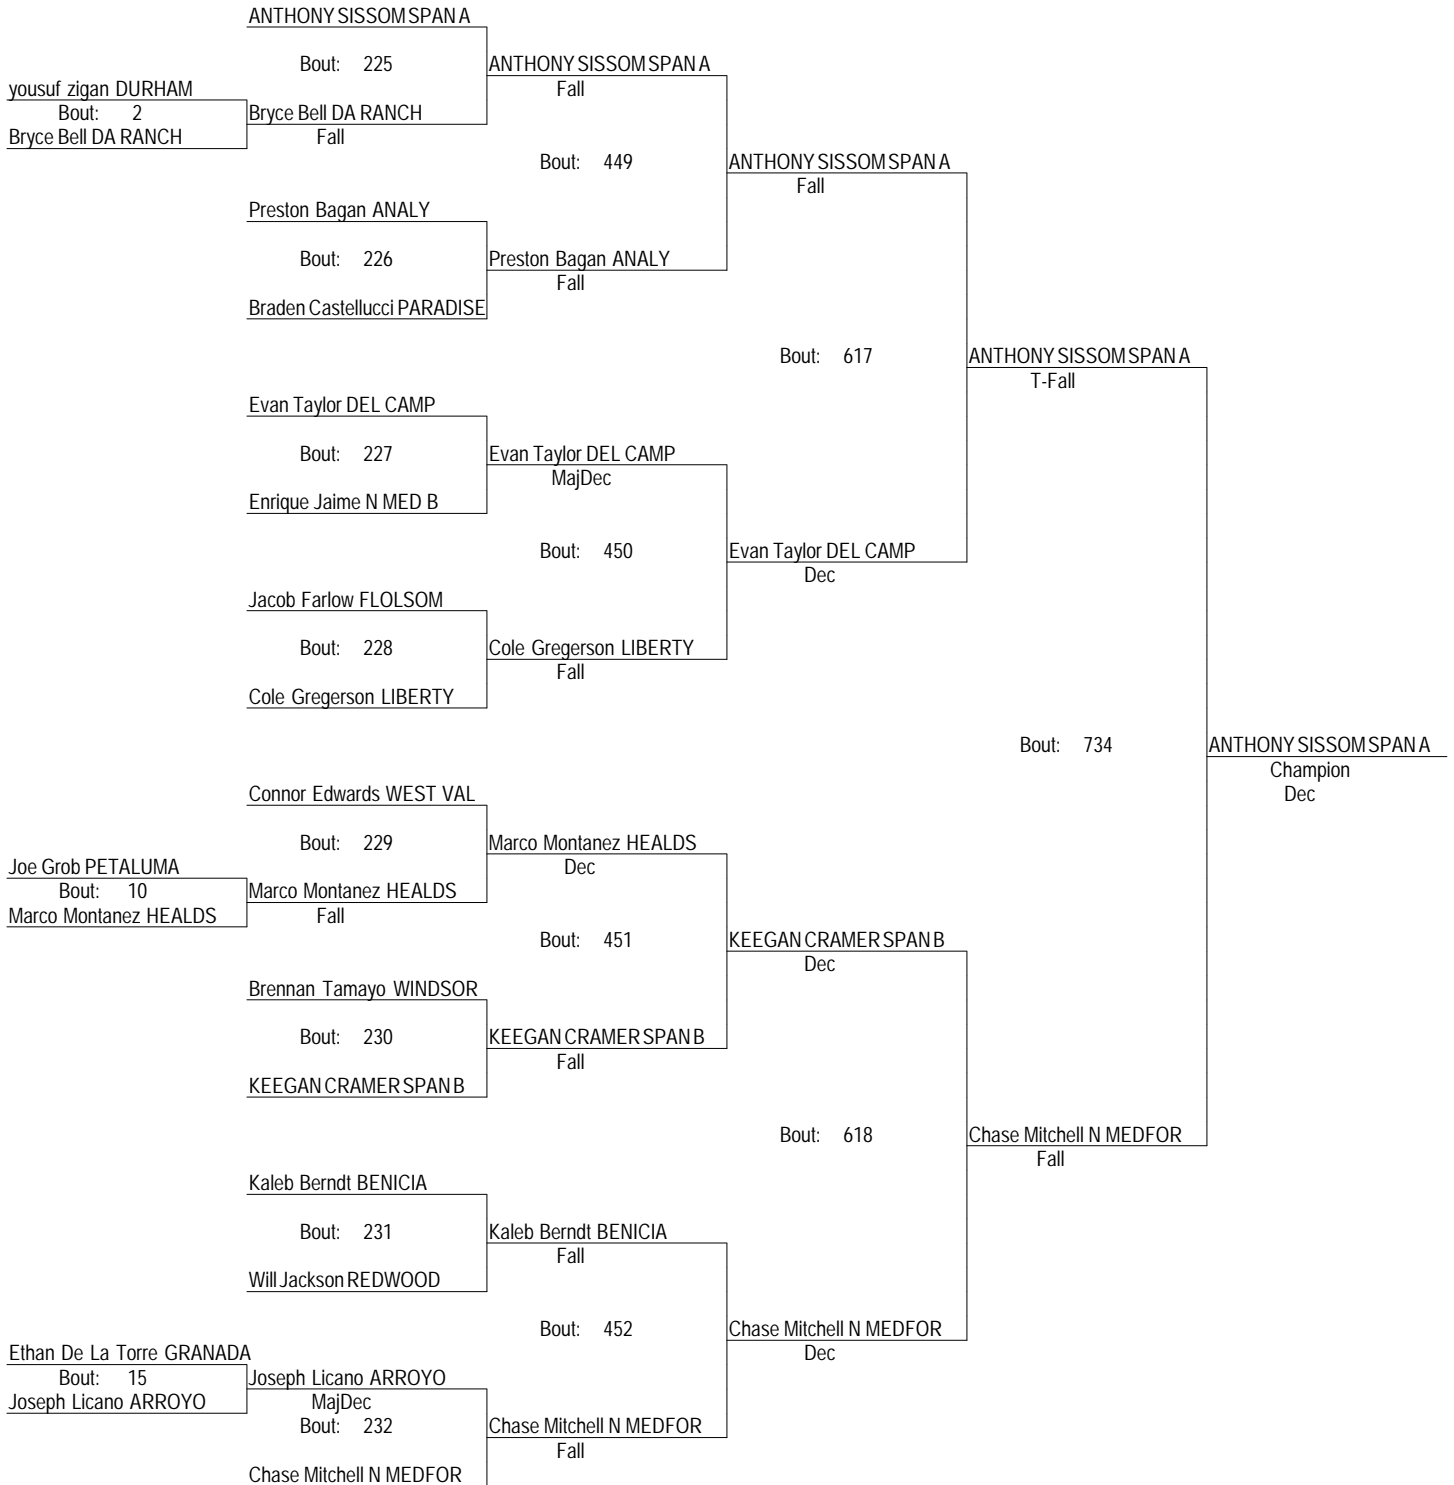 ANTHONY SISSOM SPAN A
Bout: 225
ANTHONY SISSOM SPAN A
Fall
yousuf zigan DURHAM
Bout: 2
Bryce Bell DA RANCH
Bryce Bell DA RANCH
Fall
Bout: 449
ANTHONY SISSOM SPAN A
Fall
Preston Bagan ANALY
Bout: 226
Preston Bagan ANALY
Fall
Braden Castellucci PARADISE
Bout: 617
ANTHONY SISSOM SPAN A
T-Fall
Evan Taylor DEL CAMP
Bout: 227
Evan Taylor DEL CAMP
MajDec
Enrique Jaime N MED B
Bout: 450
Evan Taylor DEL CAMP
Dec
Jacob Farlow FLOLSOM
Bout: 228
Cole Gregerson LIBERTY
Fall
Cole Gregerson LIBERTY
Bout: 734
ANTHONY SISSOM SPAN A
Champion
Dec
Connor Edwards WEST VAL
Bout: 229
Marco Montanez HEALDS
Dec
Joe Grob PETALUMA
Bout: 10
Marco Montanez HEALDS
Marco Montanez HEALDS
Fall
Bout: 451
KEEGAN CRAMER SPAN B
Dec
Brennan Tamayo WINDSOR
Bout: 230
KEEGAN CRAMER SPAN B
Fall
KEEGAN CRAMER SPAN B
Bout: 618
Chase Mitchell N MEDFOR
Fall
Kaleb Berndt BENICIA
Bout: 231
Kaleb Berndt BENICIA
Fall
Will Jackson REDWOOD
Bout: 452
Chase Mitchell N MEDFOR
Dec
Ethan De La Torre GRANADA
Bout: 15
Joseph Licano ARROYO
Joseph Licano ARROYO
MajDec
Bout: 232
Chase Mitchell N MEDFOR
Fall
Chase Mitchell N MEDFOR